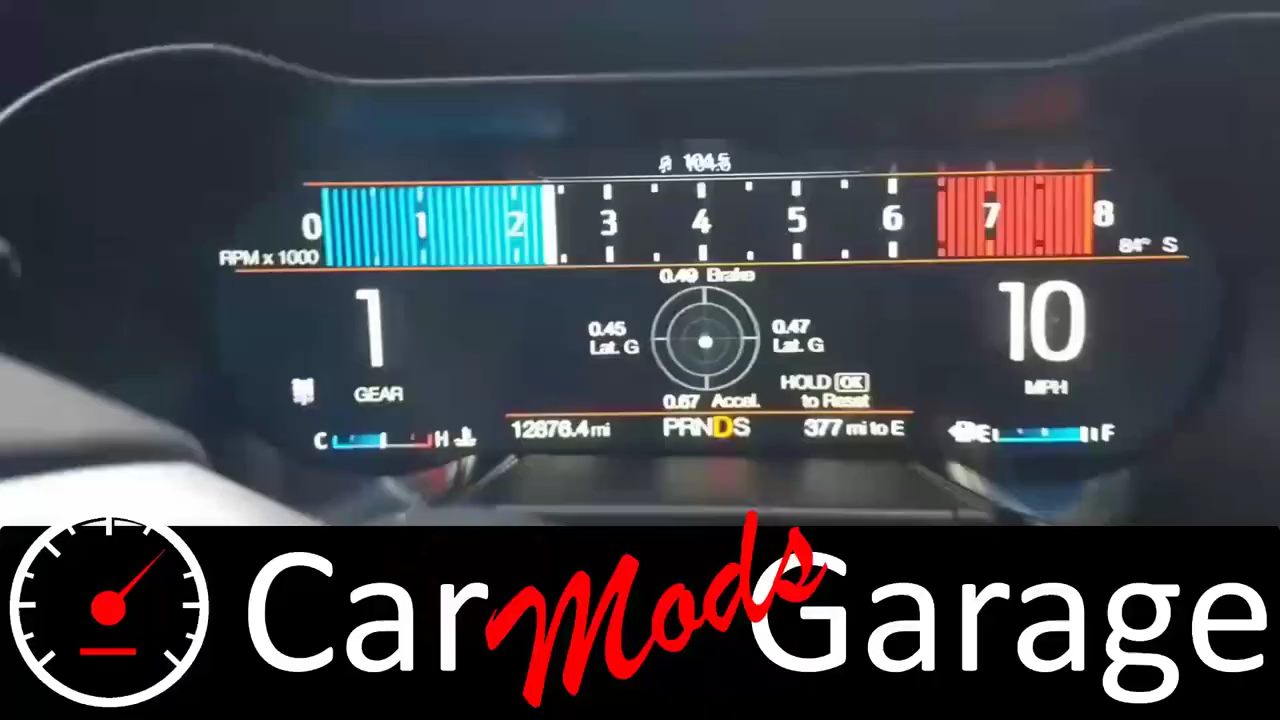 104.5
0 1 2 3 4 5 6 7 8
RPM x 1000
84° S
0.49 Brake
0.45
Lat. G
0.47
Lat. G
1
GEAR
10
MPH
HOLD OK
to Reset
0.67 Accel.
C H
12876.4 mi
PRNDS
377 mi to E
E F
Car Mods Garage